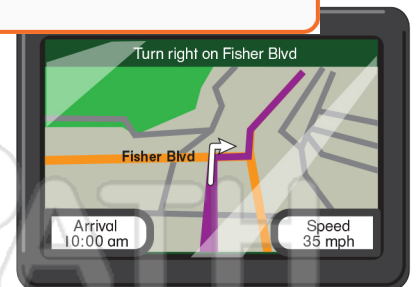 Turn right on Fisher Blvd
Fisher Blvd
Arrival
10:00 am
Speed
35 mph